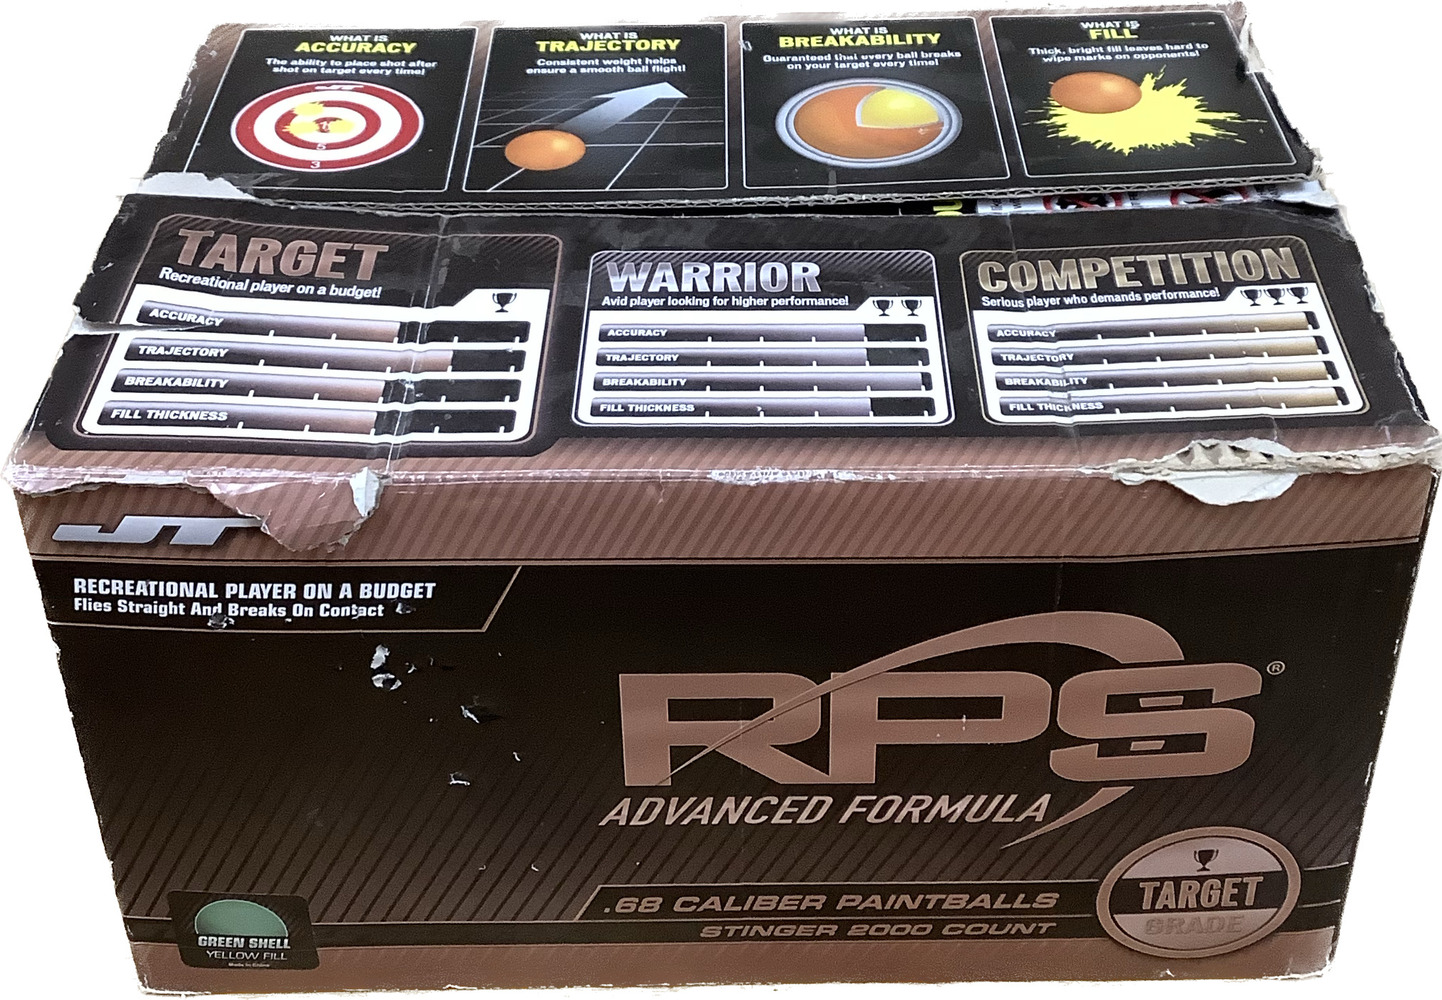 WHAT IS
ACCURACY
The ability to place shot after
shot on target every time!
JT
5
3
WHAT IS
TRAJECTORY
Consistent weight helps
ensure a smooth ball flight!
WHAT IS
BREAKABILITY
Guaranteed that every ball breaks
on your target every time!
WHAT IS
FILL
Thick, bright fill leaves hard to
wipe marks on opponents!
TARGET
Recreational player on a budget!
ACCURACY
TRAJECTORY
BREAKABILITY
FILL THICKNESS
WARRIOR
Avid player looking for higher performance!
ACCURACY
TRAJECTORY
BREAKABILITY
FILL THICKNESS
COMPETITION
Serious player who demands performance!
ACCURACY
TRAJECTORY
BREAKABILITY
FILL THICKNESS
JT
RECREATIONAL PLAYER ON A BUDGET
Flies Straight And Breaks On Contact
RPS®
ADVANCED FORMULA
.68 CALIBER PAINTBALLS
STINGER 2000 COUNT
TARGET
GRADE
GREEN SHELL
YELLOW FILL
Made In China